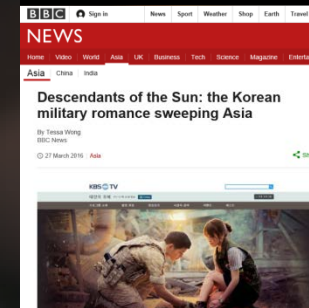 BBC Sign in News Sport Weather Shop Earth Travel
NEWS
Home Video World Asia UK Business Tech Science Magazine Enterta
Asia China India
Descendants of the Sun: the Korean
military romance sweeping Asia
By Tessa Wong
BBC News
27 March 2016 Asia
KBS TV